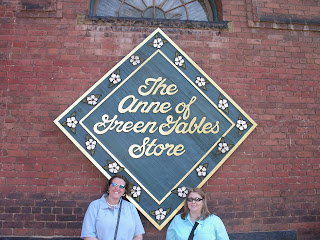 The
Anne of
Green Gables
Store